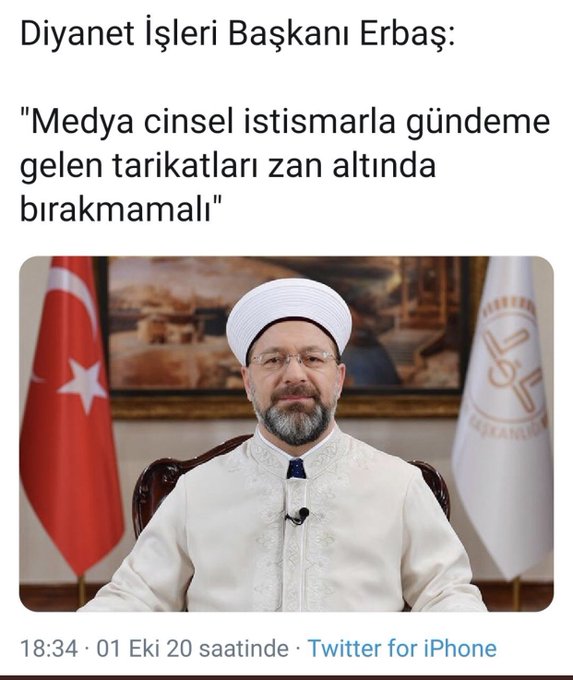 Diyanet İşleri Başkanı Erbaş:
"Medya cinsel istismarla gündeme
gelen tarikatları zan altında
bırakmamalı"
18:34 · 01 Eki 20 saatinde · Twitter for iPhone